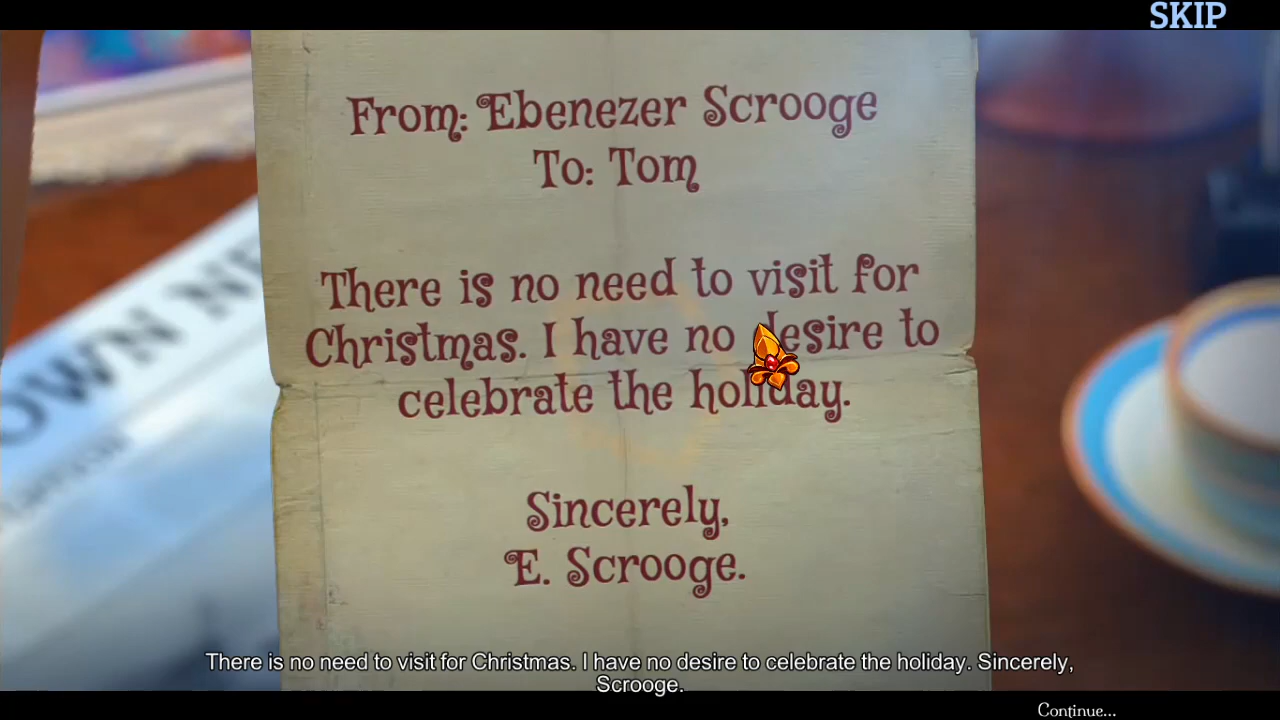 SKIP
From: Ebenezer Scrooge
To: Tom
There is no need to visit for
Christmas. I have no desire to
celebrate the holiday.
Sincerely,
E. Scrooge.
OWN NE
There is no need to visit for Christmas. I have no desire to celebrate the holiday. Sincerely,
Scrooge.
Continue...